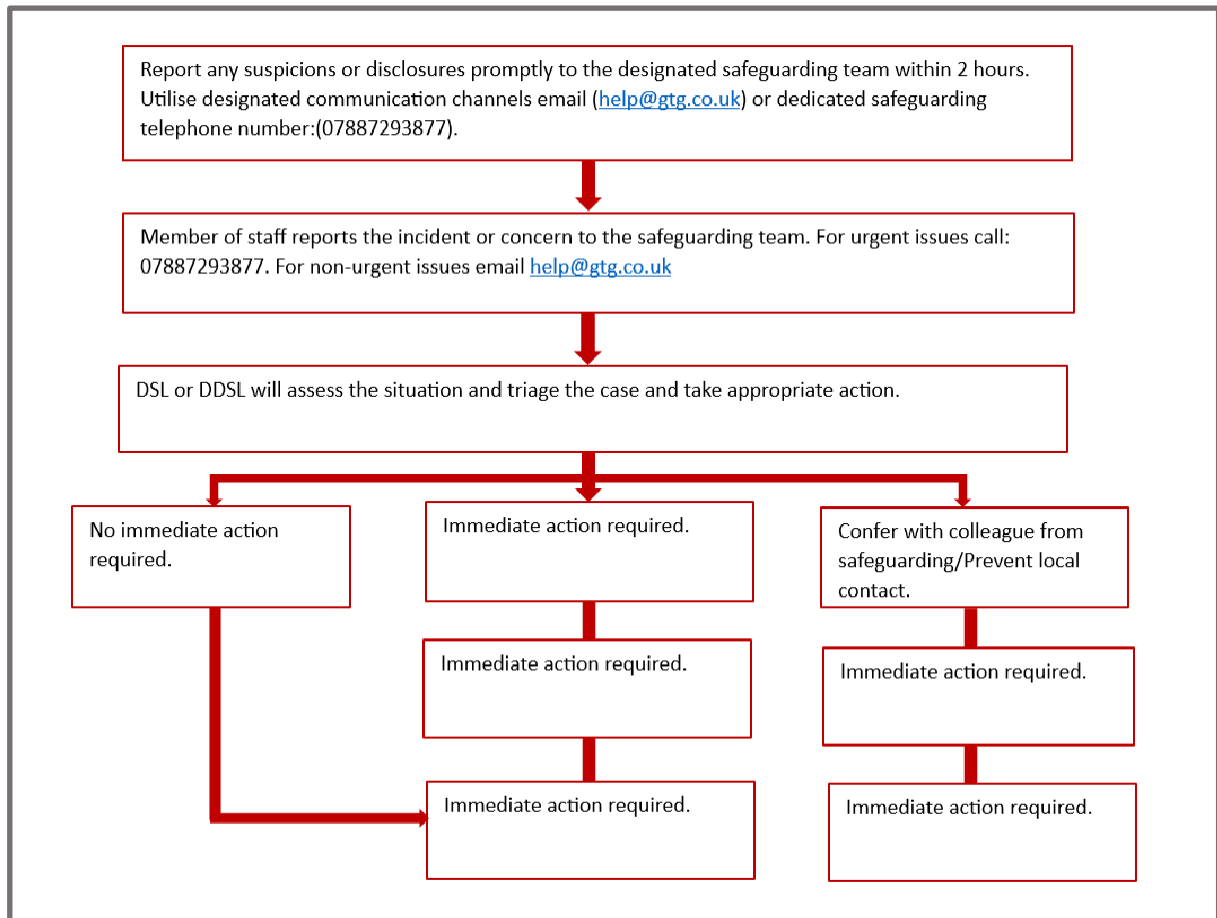 Report any suspicions or disclosures promptly to the designated safeguarding team within 2 hours.
Utilise designated communication channels email (help@gtg.co.uk) or dedicated safeguarding
telephone number:(07887293877).
Member of staff reports the incident or concern to the safeguarding team. For urgent issues call:
07887293877. For non-urgent issues email help@gtg.co.uk
DSL or DDSL will assess the situation and triage the case and take appropriate action.
No immediate action
required.
Immediate action required.
Confer with colleague from
safeguarding/Prevent local
contact.
Immediate action required.
Immediate action required.
Immediate action required.
Immediate action required.